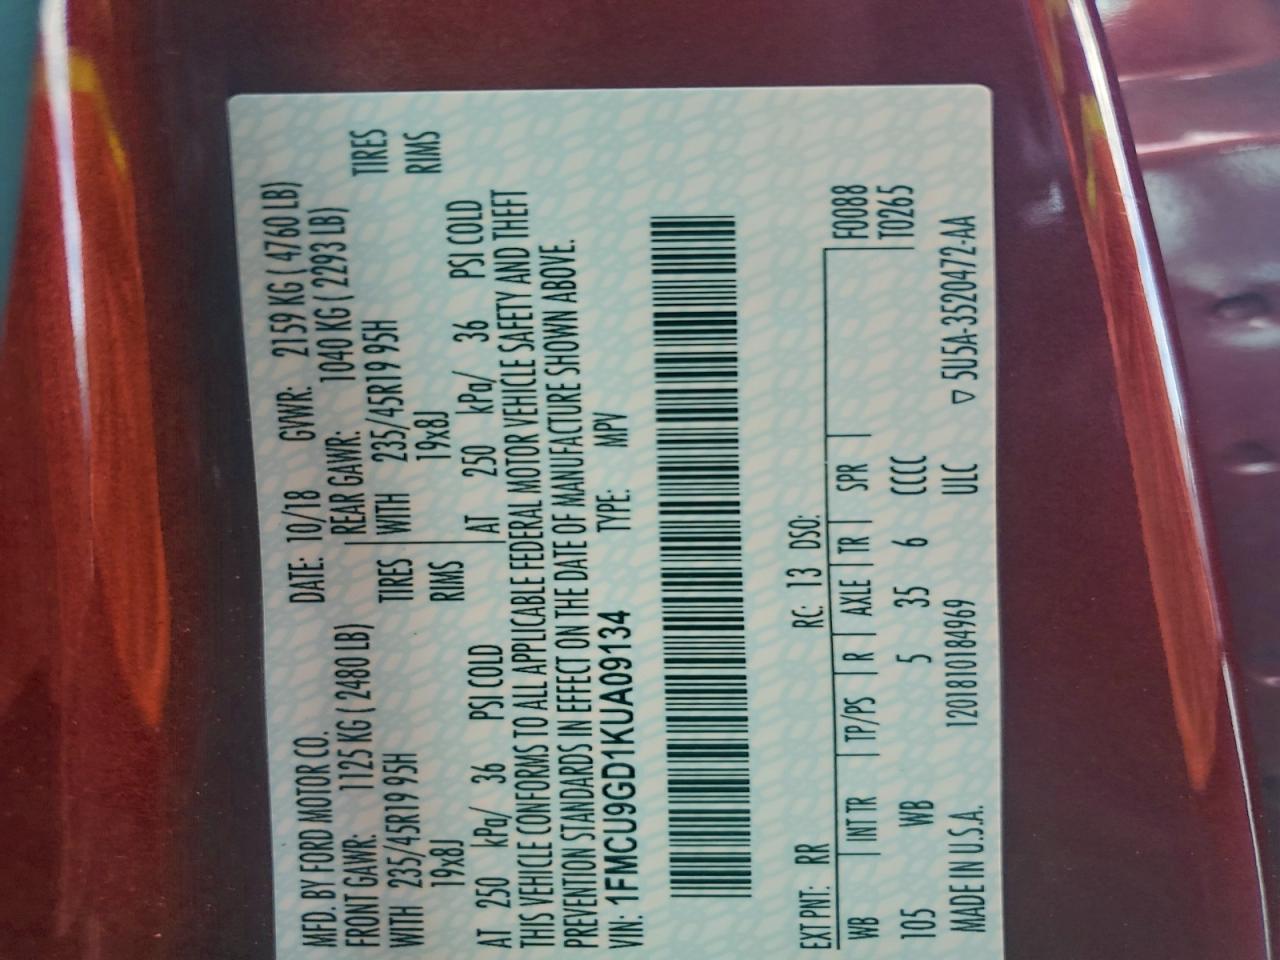 MFD. BY FORD MOTOR CO. DATE: 10/18 GVWR: 2159 KG ( 4760 LB)
FRONT GAWR: 1125 KG ( 2480 LB) REAR GAWR: 1040 KG ( 2293 LB)
WITH 235/45R19 95H TIRES WITH 235/45R19 95H TIRES
19x8J RIMS 19x8J RIMS
AT 250 kPa/ 36 PSI COLD AT 250 kPa/ 36 PSI COLD
THIS VEHICLE CONFORMS TO ALL APPLICABLE FEDERAL MOTOR VEHICLE SAFETY AND THEFT
PREVENTION STANDARDS IN EFFECT ON THE DATE OF MANUFACTURE SHOWN ABOVE.
VIN: 1FMCU9GD1KUA09134 TYPE: MPV
EXT PNT: RR RC: 13 DSO: F0088
WB INT TR TP/PS R AXLE TR SPR T0265
105 WB 5 35 6 CCCC
MADE IN U.S.A. 120181010184969 ULC ▽ 5U5A-3520472-AA